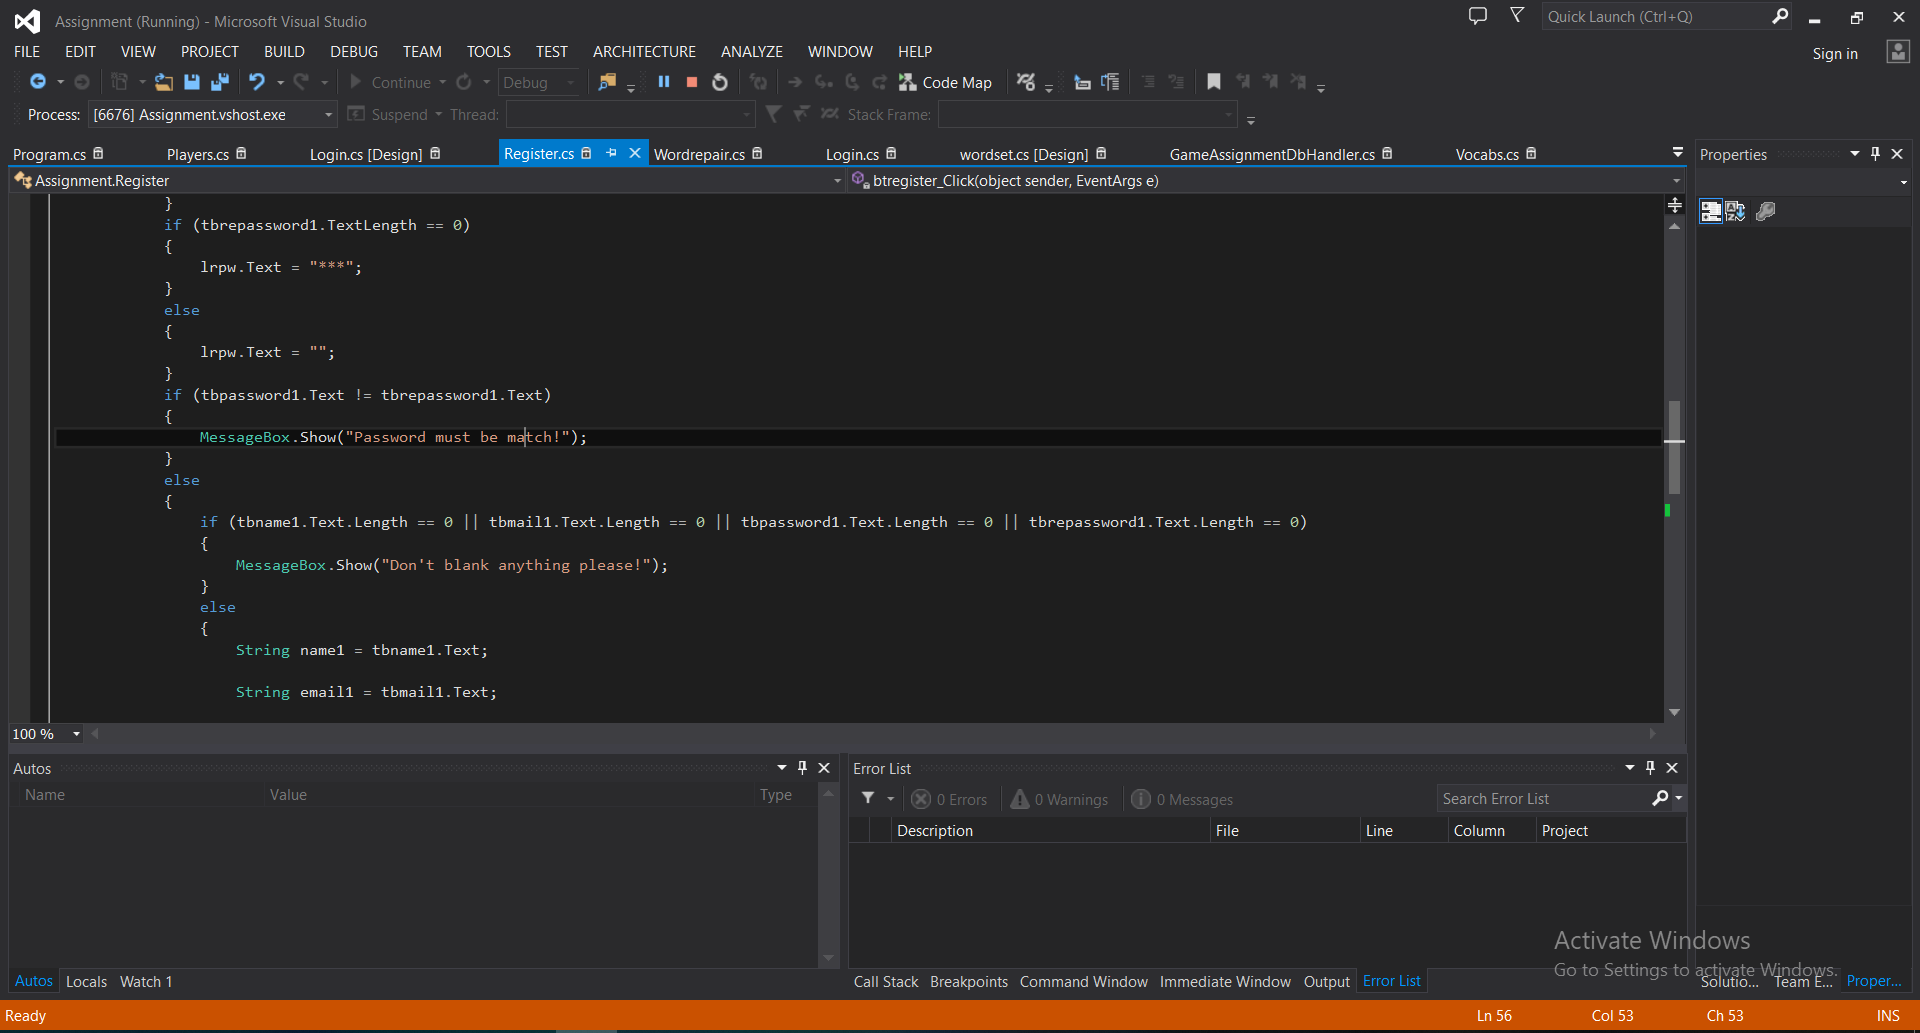 Assignment (Running) - Microsoft Visual Studio
Quick Launch (Ctrl+Q)
FILE EDIT VIEW PROJECT BUILD DEBUG TEAM TOOLS TEST ARCHITECTURE ANALYZE WINDOW HELP
Sign in
Continue Debug Code Map
Process: [6676] Assignment.vshost.exe Suspend Thread: Stack Frame:
Program.cs Players.cs Login.cs [Design] Register.cs Wordrepair.cs Login.cs wordset.cs [Design] GameAssignmentDbHandler.cs Vocabs.cs
Properties
Assignment.Register btregister_Click(object sender, EventArgs e)
}
if (tbrepassword1.TextLength == 0)
{
lrpw.Text = "***";
}
else
{
lrpw.Text = "";
}
if (tbpassword1.Text != tbrepassword1.Text)
{
MessageBox.Show("Password must be match!");
}
else
{
if (tbname1.Text.Length == 0 || tbmail1.Text.Length == 0 || tbpassword1.Text.Length == 0 || tbrepassword1.Text.Length == 0)
{
MessageBox.Show("Don't blank anything please!");
}
else
{
String name1 = tbname1.Text;
String email1 = tbmail1.Text;
100 %
Autos
Name Value Type
Error List
0 Errors 0 Warnings 0 Messages
Search Error List
Description File Line Column Project
Activate Windows
Go to Settings to activate Windows.
Autos Locals Watch 1
Call Stack Breakpoints Command Window Immediate Window Output Error List
Solutio... Team E... Proper...
Ready
Ln 56 Col 53 Ch 53 INS